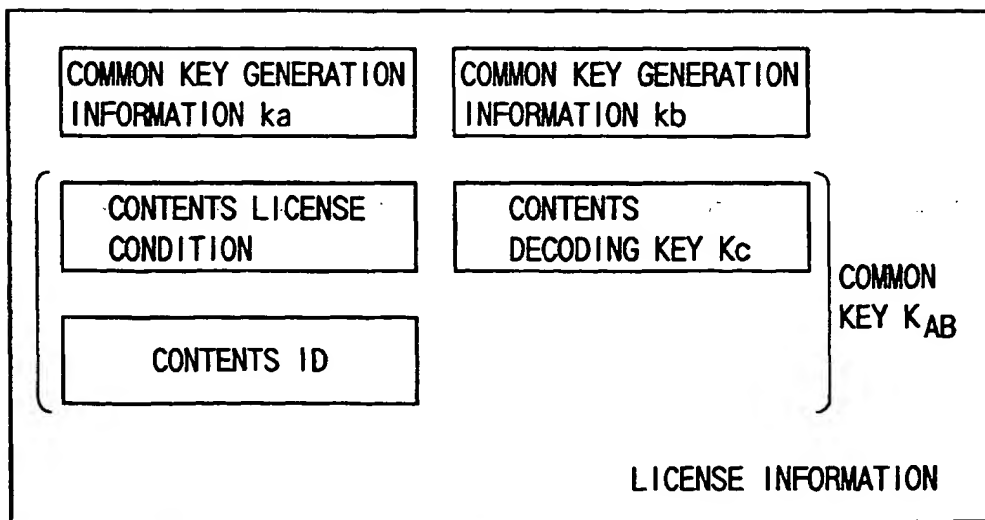 COMMON KEY GENERATION
INFORMATION ka
COMMON KEY GENERATION
INFORMATION kb
CONTENTS LICENSE
CONDITION
CONTENTS
DECODING KEY Kc
CONTENTS ID
COMMON
KEY KAB
LICENSE INFORMATION